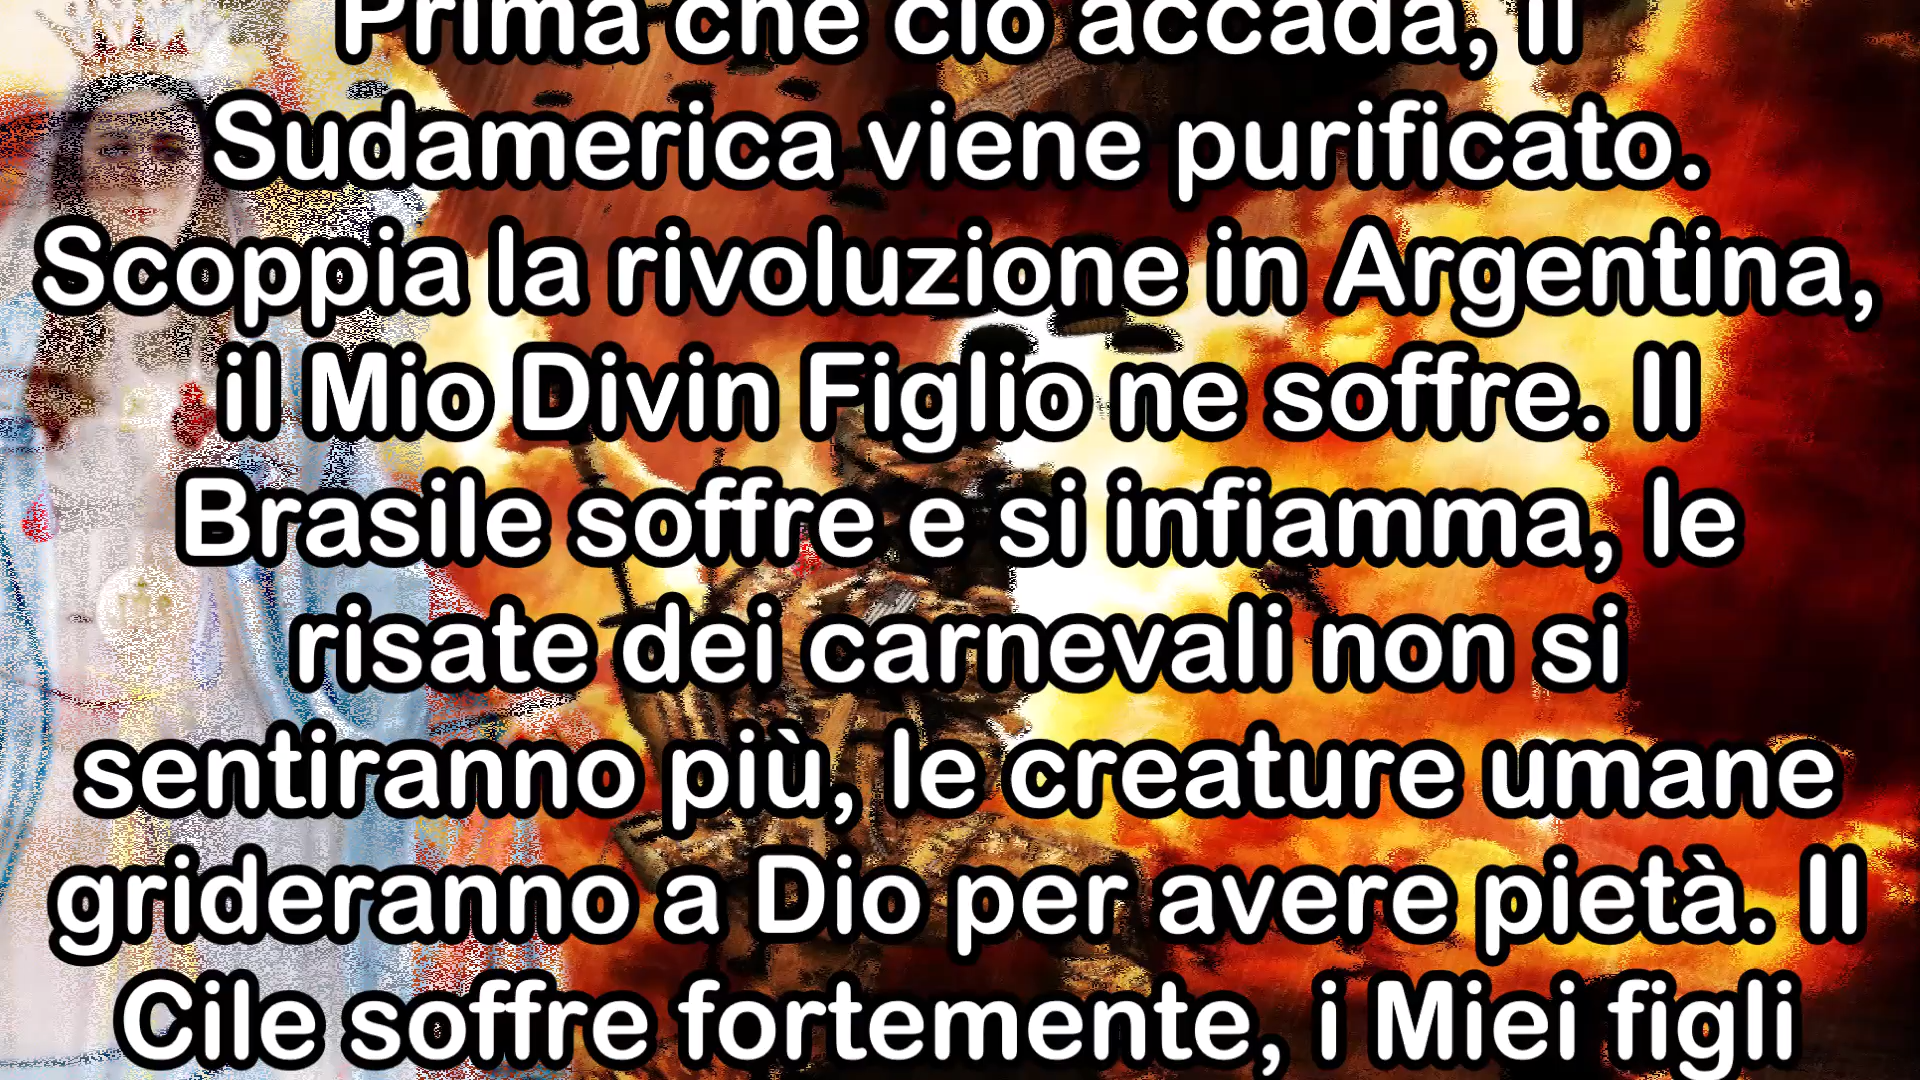 Prima che ciò accada, il
Sudamerica viene purificato.
Scoppia la rivoluzione in Argentina,
il Mio Divin Figlio ne soffre. Il
Brasile soffre e si infiamma, le
risate dei carnevali non si
sentiranno più, le creature umane
grideranno a Dio per avere pietà. Il
Cile soffre fortemente, i Miei figli